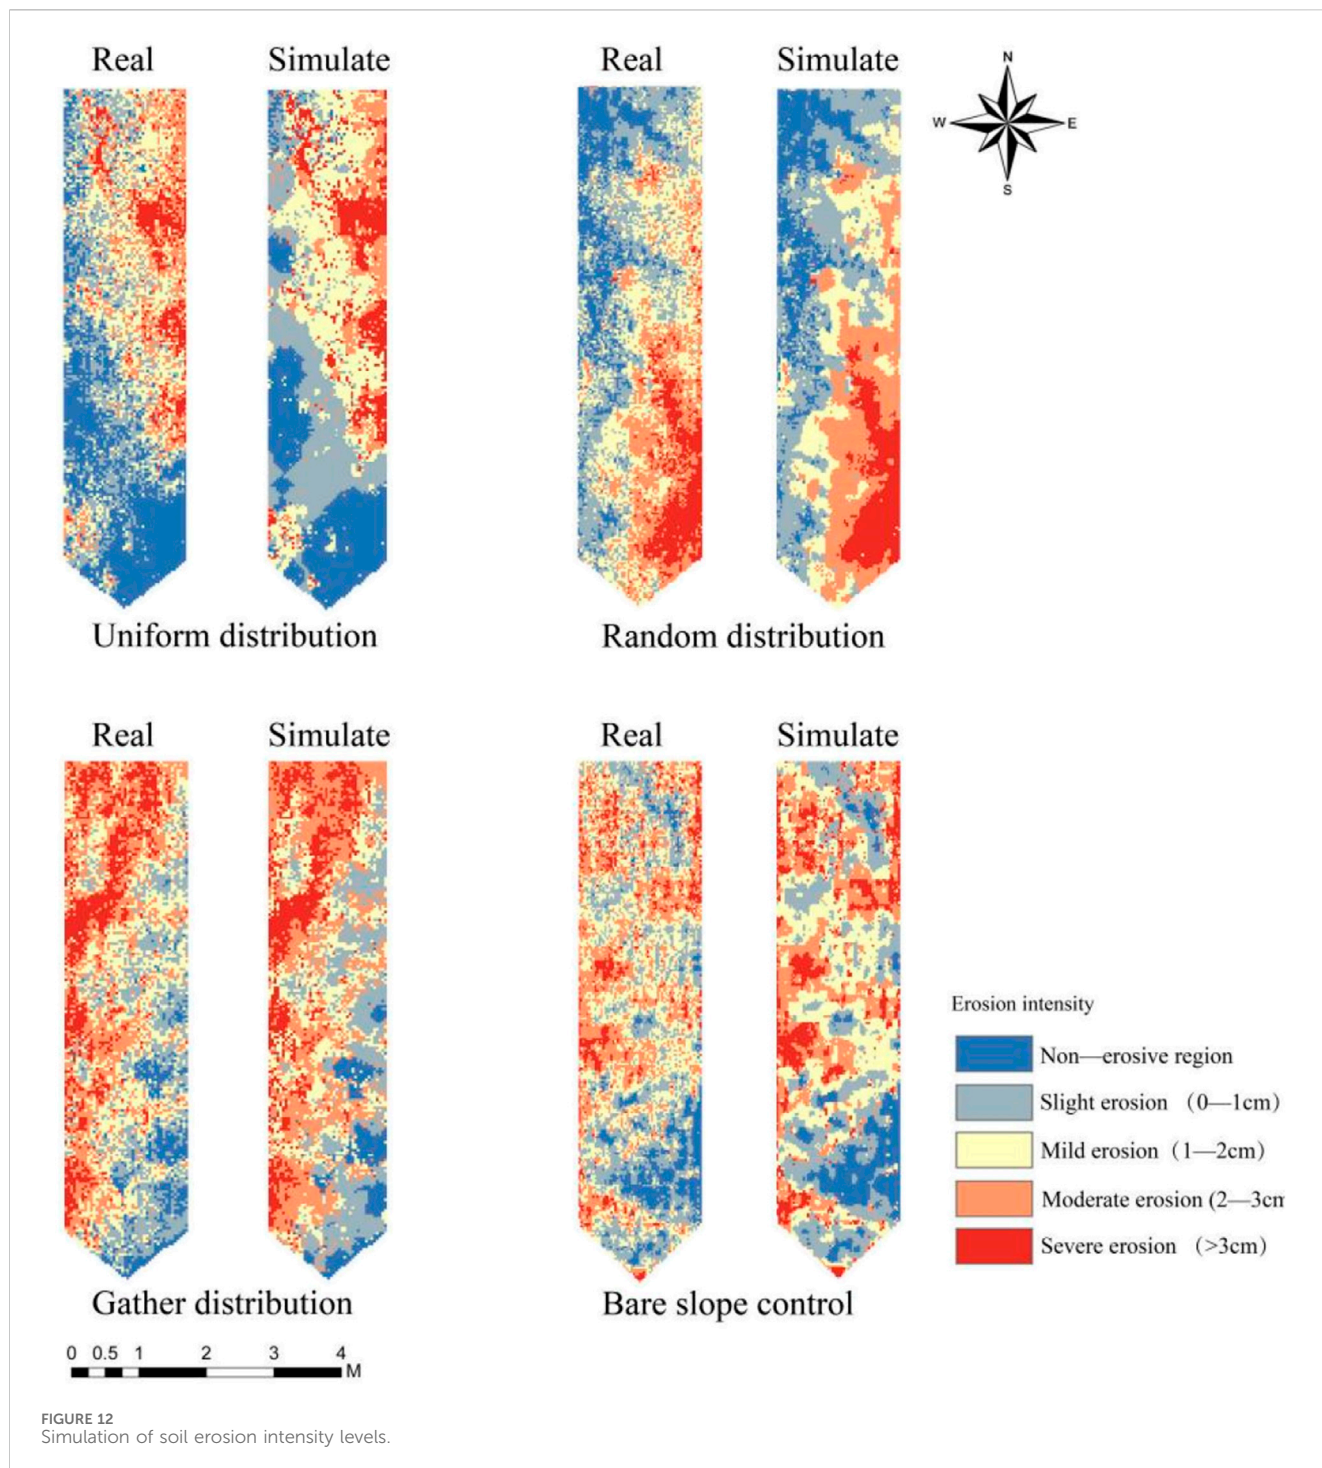 Real
Simulate
Real
Simulate
N
W
E
S
Uniform distribution
Random distribution
Real
Simulate
Real
Simulate
Erosion intensity
Non—erosive region
Slight erosion （0—1cm）
Mild erosion（1—2cm）
Moderate erosion (2—3cm
Severe erosion （>3cm）
Gather distribution
Bare slope control
0 0.5 1 2 3 4
M
FIGURE 12
Simulation of soil erosion intensity levels.